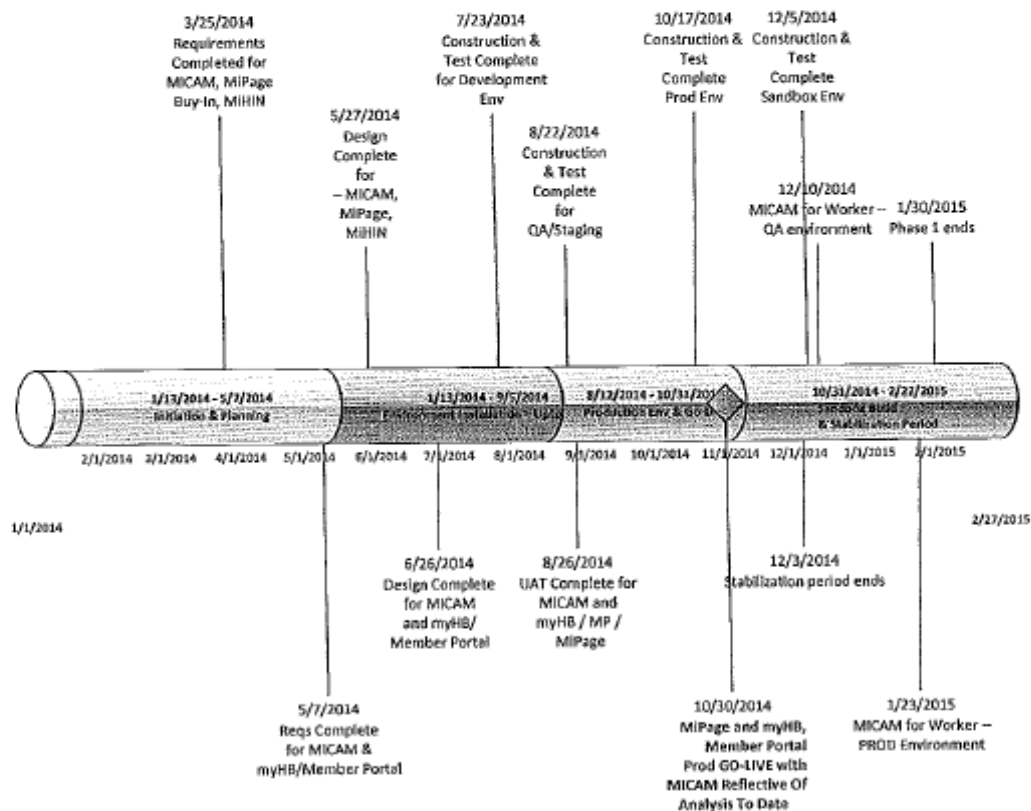 3/25/2014
Requirements
Completed for
MICAM, MiPage
Buy-In, MiHIN
5/27/2014
Design
Complete
for
– MICAM,
MiPage,
MiHIN
7/23/2014
Construction &
Test Complete
for Development
Env
8/22/2014
Construction
& Test
Complete
for
QA/Staging
10/17/2014
Construction &
Test
Complete
Prod Env
12/5/2014
Construction &
Test
Complete
Sandbox Env
12/10/2014
MICAM for Worker –
QA environment
1/30/2015
Phase 1 ends
1/13/2014 - 5/7/2014
Initiation & Planning
1/13/2014 - 9/5/2014
Environment Installation -
8/12/2014 - 10/31/2014
Production Env &
10/31/2014 - 2/27/2015
Sandbox Build
& Stabilization Period
2/1/2014 3/1/2014 4/1/2014 5/1/2014 6/1/2014 7/1/2014 8/1/2014 9/1/2014 10/1/2014 11/1/2014 12/1/2014 1/1/2015 2/1/2015
1/1/2014
2/27/2015
6/26/2014
Design Complete
for MICAM
and myHB/
Member Portal
8/26/2014
UAT Complete for
MICAM and
myHB / MP /
MiPage
12/3/2014
Stabilization period ends
5/7/2014
Reqs Complete
for MICAM &
myHB/Member Portal
10/30/2014
MiPage and myHB,
Member Portal
Prod GO-LIVE with
MICAM Reflective Of
Analysis To Date
1/23/2015
MICAM for Worker –
PROD Environment